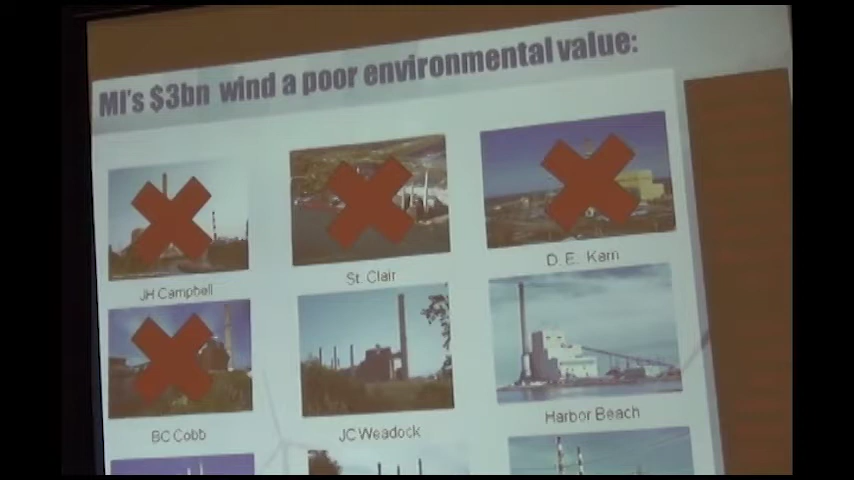 MI's $3bn wind a poor environmental value:
JH Campbell
St. Clair
D. E. Karn
BC Cobb
JC Weadock
Harbor Beach